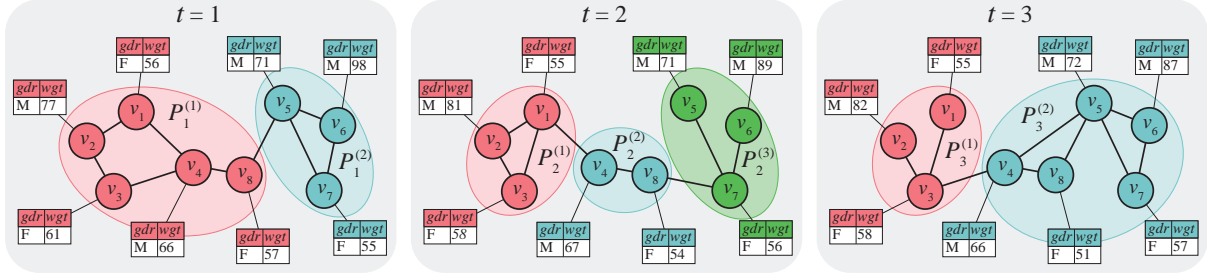 t = 1
gdr wgt
F 56
gdr wgt
M 71
gdr wgt
M 98
gdr wgt
M 77
v1
P1(1)
v5
v6
v2
v4
P1(2)
v3
v8
v7
gdr wgt
F 61
gdr wgt
M 66
gdr wgt
F 57
gdr wgt
F 55
t = 2
gdr wgt
F 55
gdr wgt
M 71
gdr wgt
M 89
gdr wgt
M 81
v1
v5
v6
v2
P2(1)
P2(2)
P2(3)
v4
v8
v3
v7
gdr wgt
F 58
gdr wgt
M 67
gdr wgt
F 54
gdr wgt
F 56
t = 3
gdr wgt
F 55
gdr wgt
M 72
gdr wgt
M 87
gdr wgt
M 82
v1
P3(2)
v5
v6
v2
P3(1)
v4
v8
v3
v7
gdr wgt
F 58
gdr wgt
M 66
gdr wgt
F 51
gdr wgt
F 57